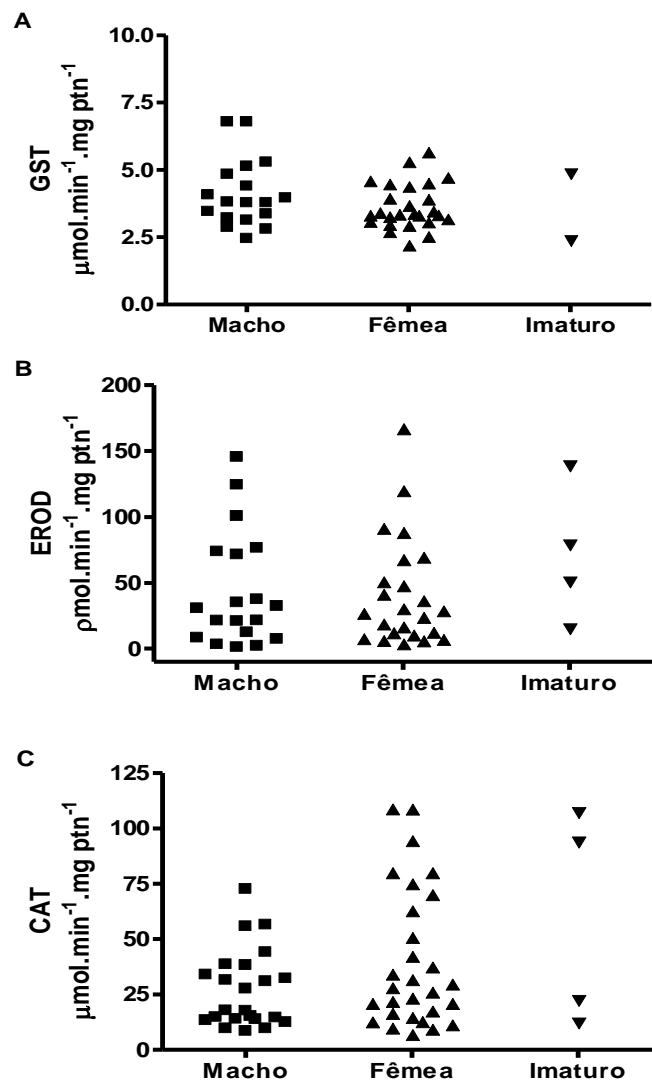 A
GST
µmol.min⁻¹.mg ptn⁻¹
10.0
7.5
5.0
2.5
0.0
Macho Fêmea Imaturo
B
EROD
ρmol.min⁻¹.mg ptn⁻¹
200
150
100
50
0
Macho Fêmea Imaturo
C
CAT
µmol.min⁻¹.mg ptn⁻¹
125
100
75
50
25
0
Macho Fêmea Imaturo